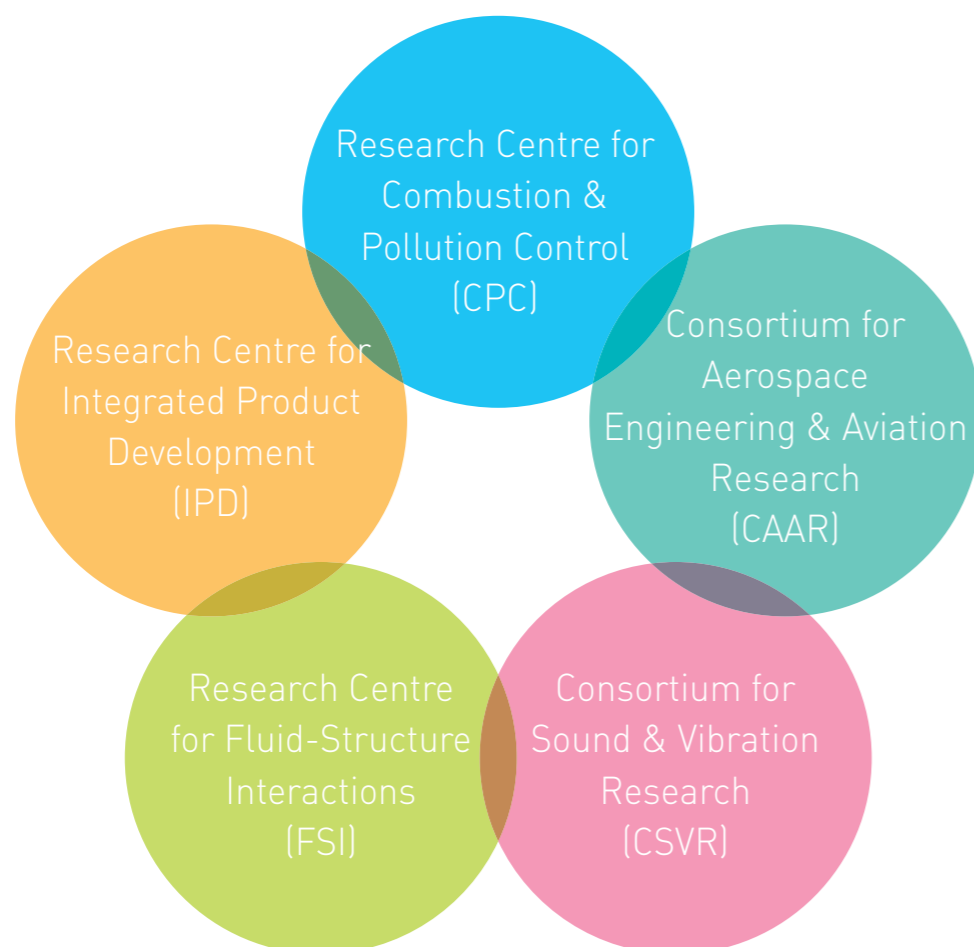 Research Centre for
Combustion &
Pollution Control
(CPC)
Consortium for
Aerospace
Engineering & Aviation
Research
(CAAR)
Research Centre for
Integrated Product
Development
(IPD)
Research Centre
for Fluid-Structure
Interactions
(FSI)
Consortium for
Sound & Vibration
Research
(CSVR)